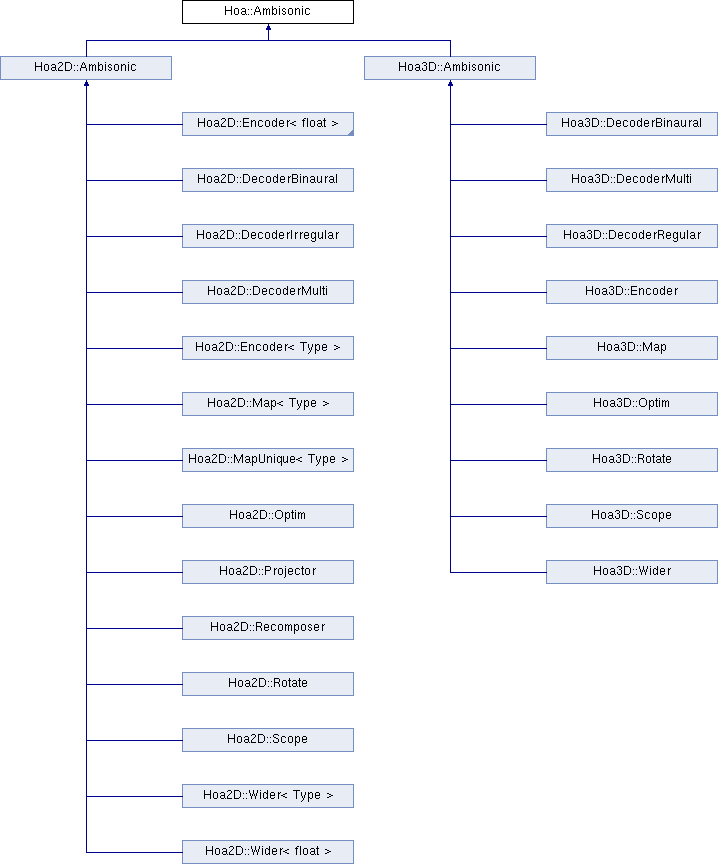 Hoa::Ambisonic
Hoa2D::Ambisonic
Hoa3D::Ambisonic
Hoa2D::Encoder< float >
Hoa3D::DecoderBinaural
Hoa2D::DecoderBinaural
Hoa3D::DecoderMulti
Hoa2D::DecoderIrregular
Hoa3D::DecoderRegular
Hoa2D::DecoderMulti
Hoa3D::Encoder
Hoa2D::Encoder< Type >
Hoa3D::Map
Hoa2D::Map< Type >
Hoa3D::Optim
Hoa2D::MapUnique< Type >
Hoa3D::Rotate
Hoa2D::Optim
Hoa3D::Scope
Hoa2D::Projector
Hoa3D::Wider
Hoa2D::Recomposer
Hoa2D::Rotate
Hoa2D::Scope
Hoa2D::Wider< Type >
Hoa2D::Wider< float >